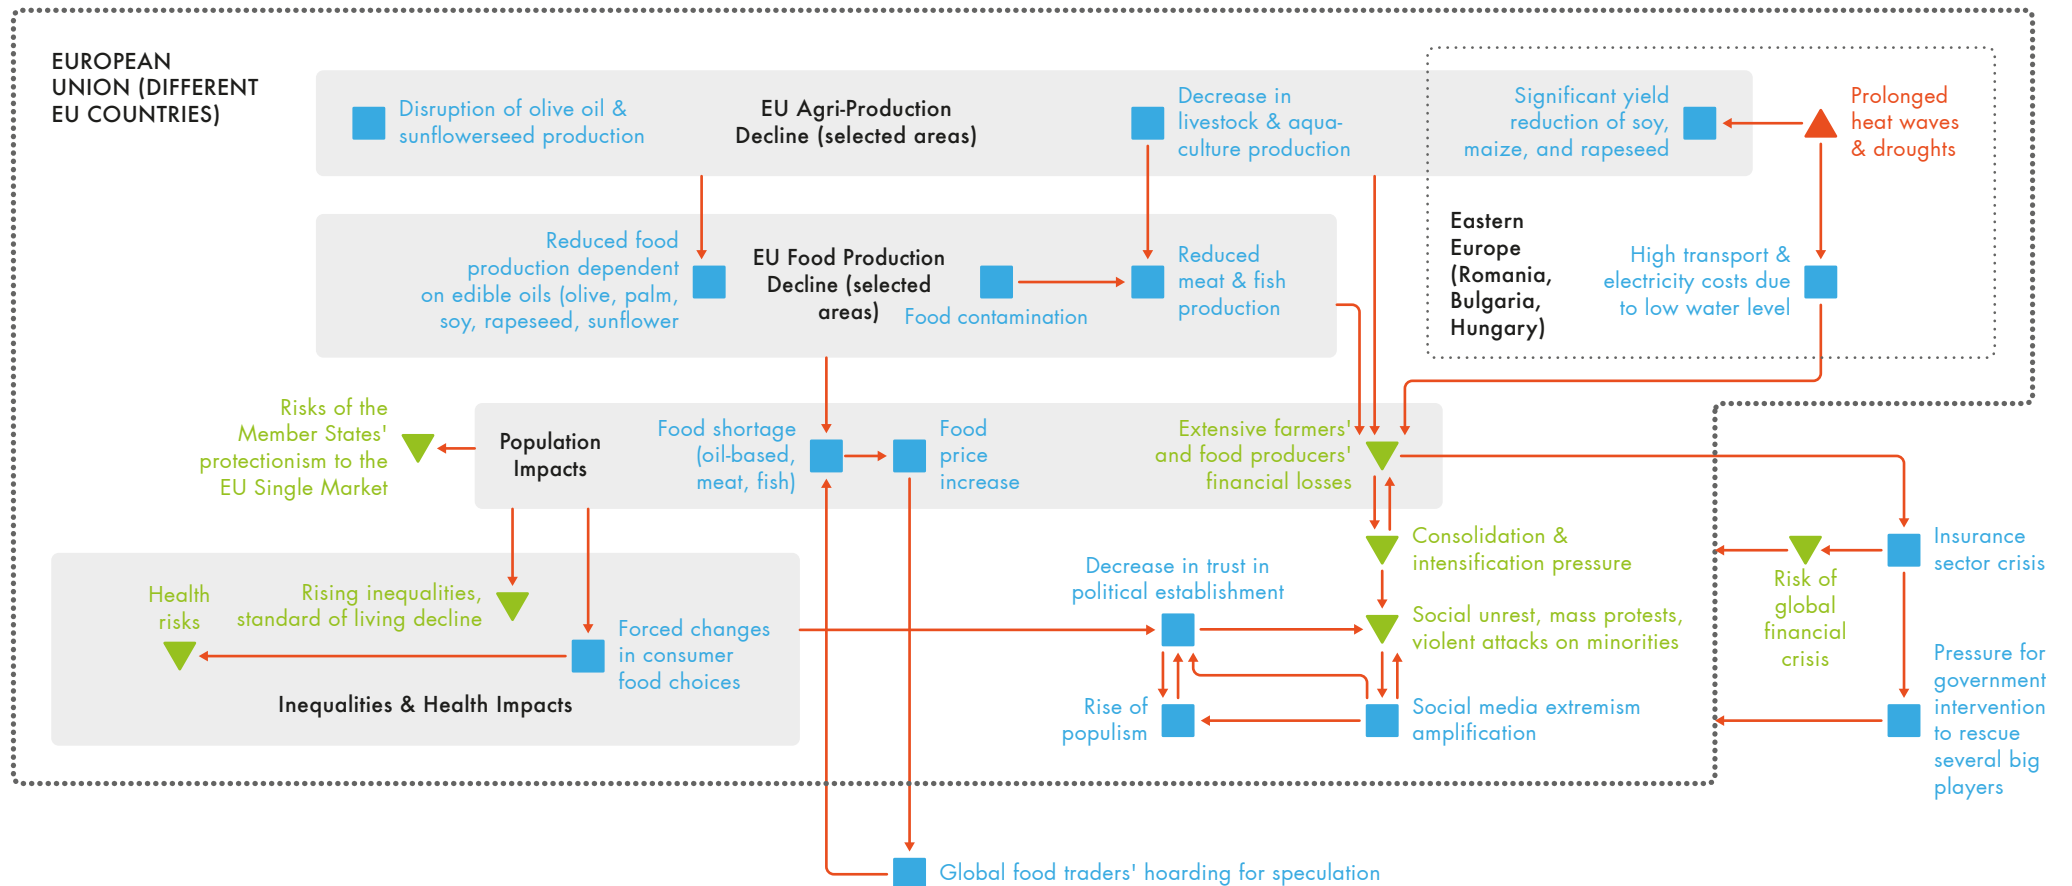 EUROPEAN
UNION (DIFFERENT
EU COUNTRIES)
Disruption of olive oil &
sunflowerseed production
EU Agri-Production
Decline (selected areas)
Decrease in
livestock & aqua-
culture production
Significant yield
reduction of soy,
maize, and rapeseed
Prolonged
heat waves
& droughts
Reduced food
production dependent
on edible oils (olive, palm,
soy, rapeseed, sunflower
EU Food Production
Decline (selected
areas)
Food contamination
Reduced
meat & fish
production
Eastern
Europe
(Romania,
Bulgaria,
Hungary)
High transport &
electricity costs due
to low water level
Risks of the
Member States'
protectionism to the
EU Single Market
Population
Impacts
Food shortage
(oil-based,
meat, fish)
Food
price
increase
Extensive farmers'
and food producers'
financial losses
Consolidation &
intensification pressure
Insurance
sector crisis
Risk of
global
financial
crisis
Health
risks
Rising inequalities,
standard of living decline
Forced changes
in consumer
food choices
Inequalities & Health Impacts
Decrease in trust in
political establishment
Social unrest, mass protests,
violent attacks on minorities
Rise of
populism
Social media extremism
amplification
Pressure for
government
intervention
to rescue
several big
players
Global food traders' hoarding for speculation